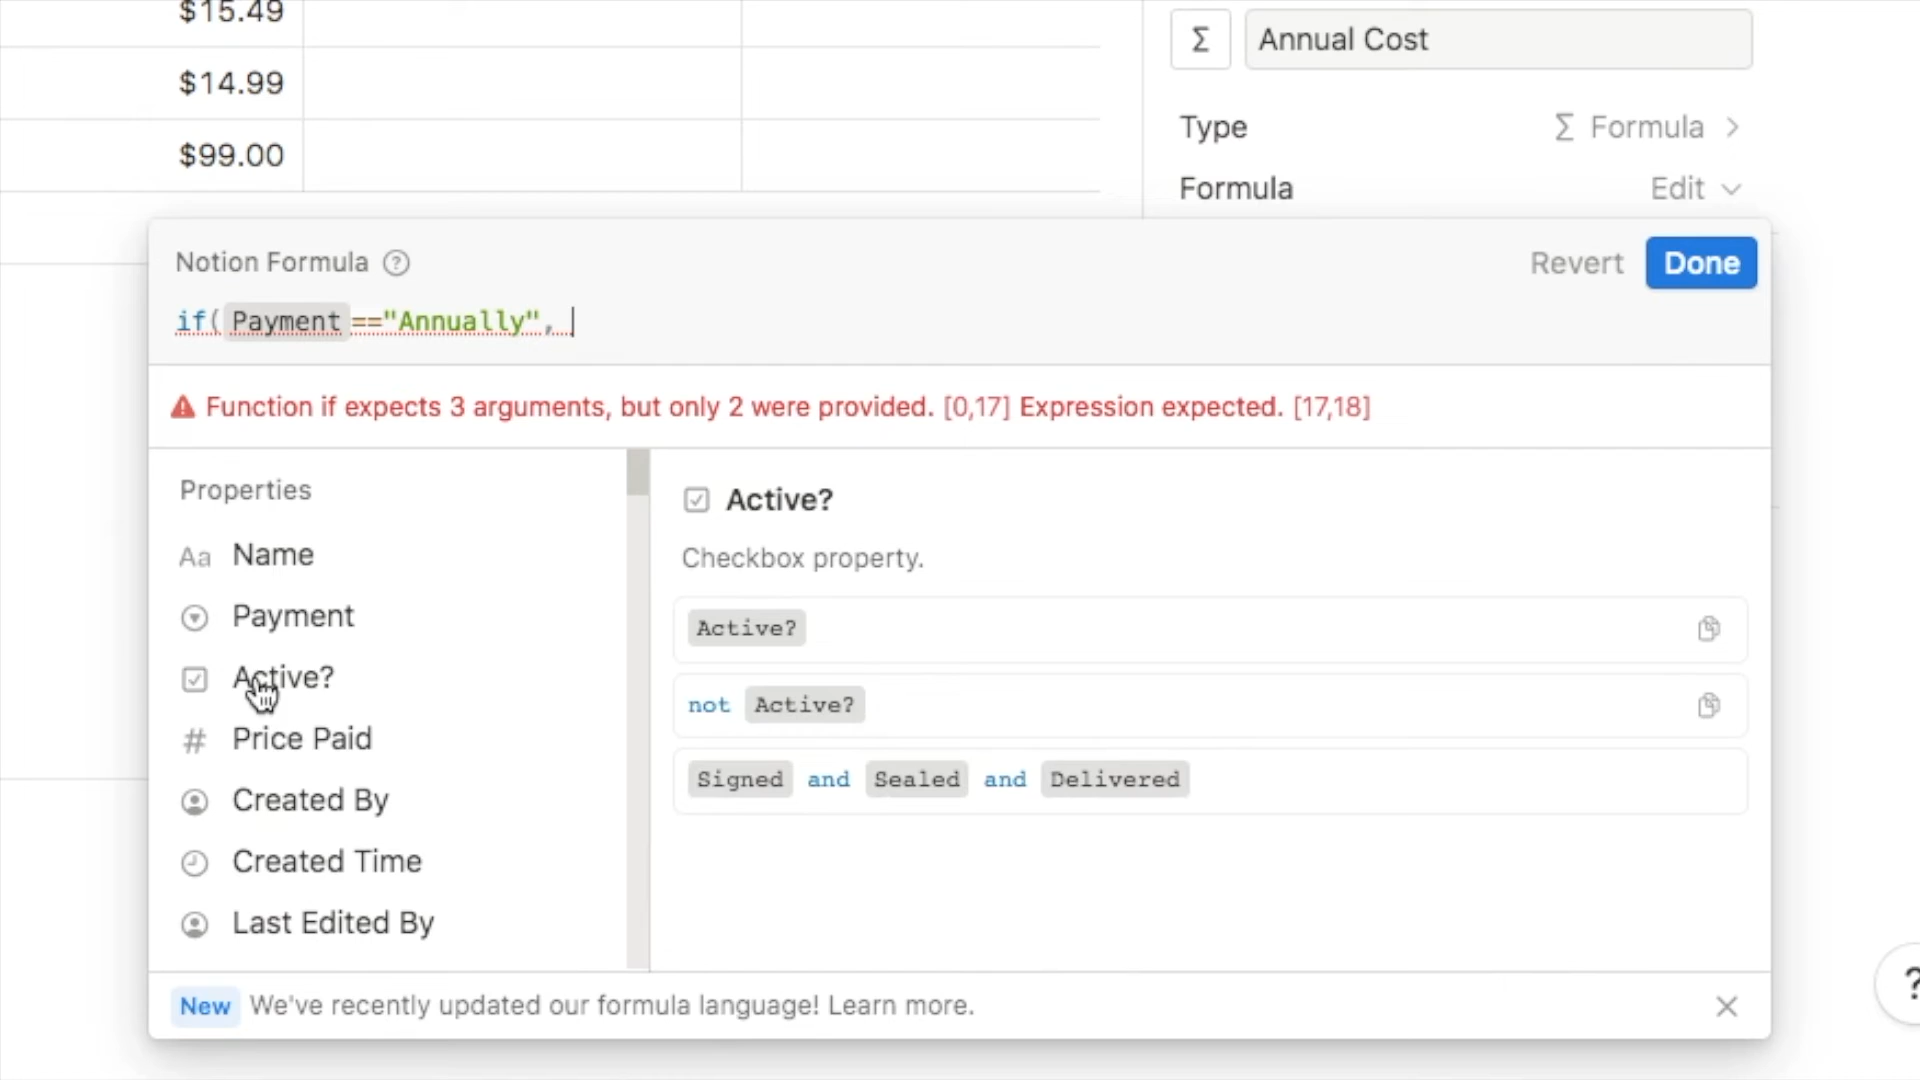 $15.49
$14.99
$99.00
Σ Annual Cost
Type Σ Formula
Formula Edit
Notion Formula ?
Revert Done
if( Payment =="Annually",
Function if expects 3 arguments, but only 2 were provided. [0,17] Expression expected. [17,18]
Properties
Aa Name
Payment
Active?
# Price Paid
Created By
Created Time
Last Edited By
Active?
Checkbox property.
Active?
not Active?
Signed and Sealed and Delivered
New We've recently updated our formula language! Learn more.
?